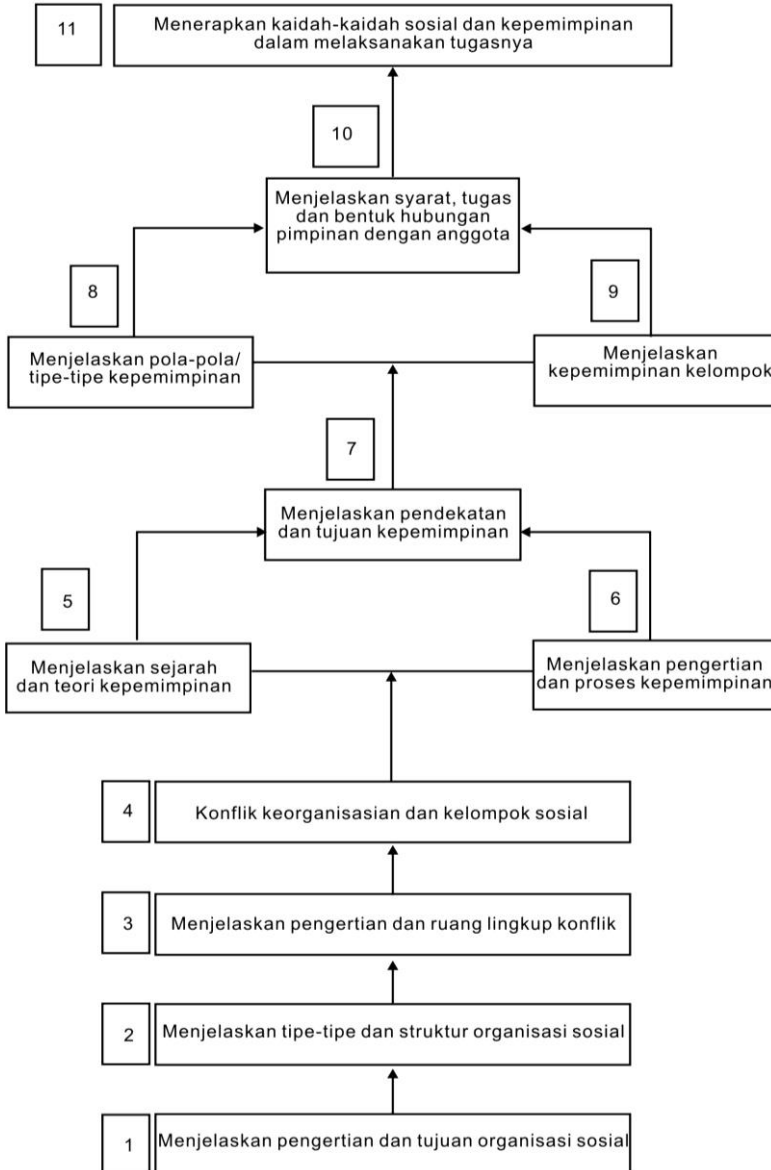 11
Menerapkan kaidah-kaidah sosial dan kepemimpinan
dalam melaksanakan tugasnya
10
Menjelaskan syarat, tugas
dan bentuk hubungan
pimpinan dengan anggota
8
9
Menjelaskan pola-pola/
tipe-tipe kepemimpinan
Menjelaskan
kepemimpinan kelompok
7
Menjelaskan pendekatan
dan tujuan kepemimpinan
5
6
Menjelaskan sejarah
dan teori kepemimpinan
Menjelaskan pengertian
dan proses kepemimpinan
4
Konflik keorganisasian dan kelompok sosial
3
Menjelaskan pengertian dan ruang lingkup konflik
2
Menjelaskan tipe-tipe dan struktur organisasi sosial
1
Menjelaskan pengertian dan tujuan organisasi sosial